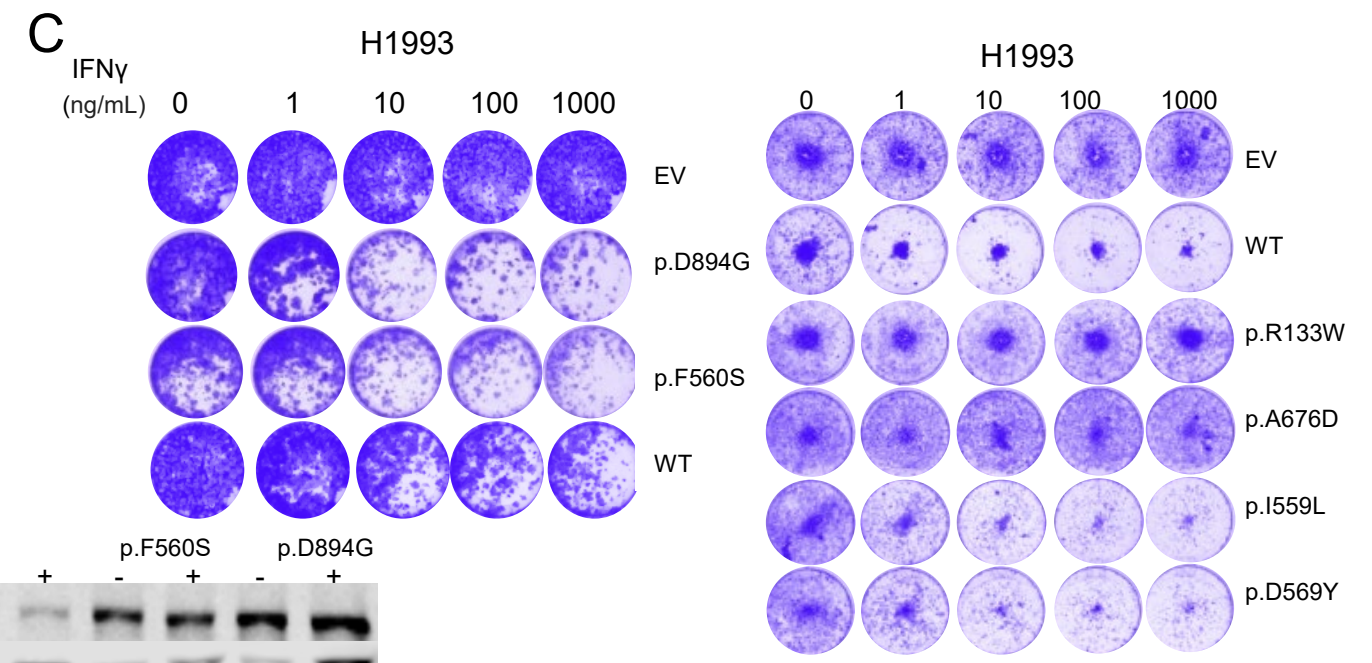 C
H1993
IFNγ
(ng/mL) 0 1 10 100 1000
EV
p.D894G
p.F560S
WT
p.F560S p.D894G
+ - + - +
H1993
0 1 10 100 1000
EV
WT
p.R133W
p.A676D
p.I559L
p.D569Y